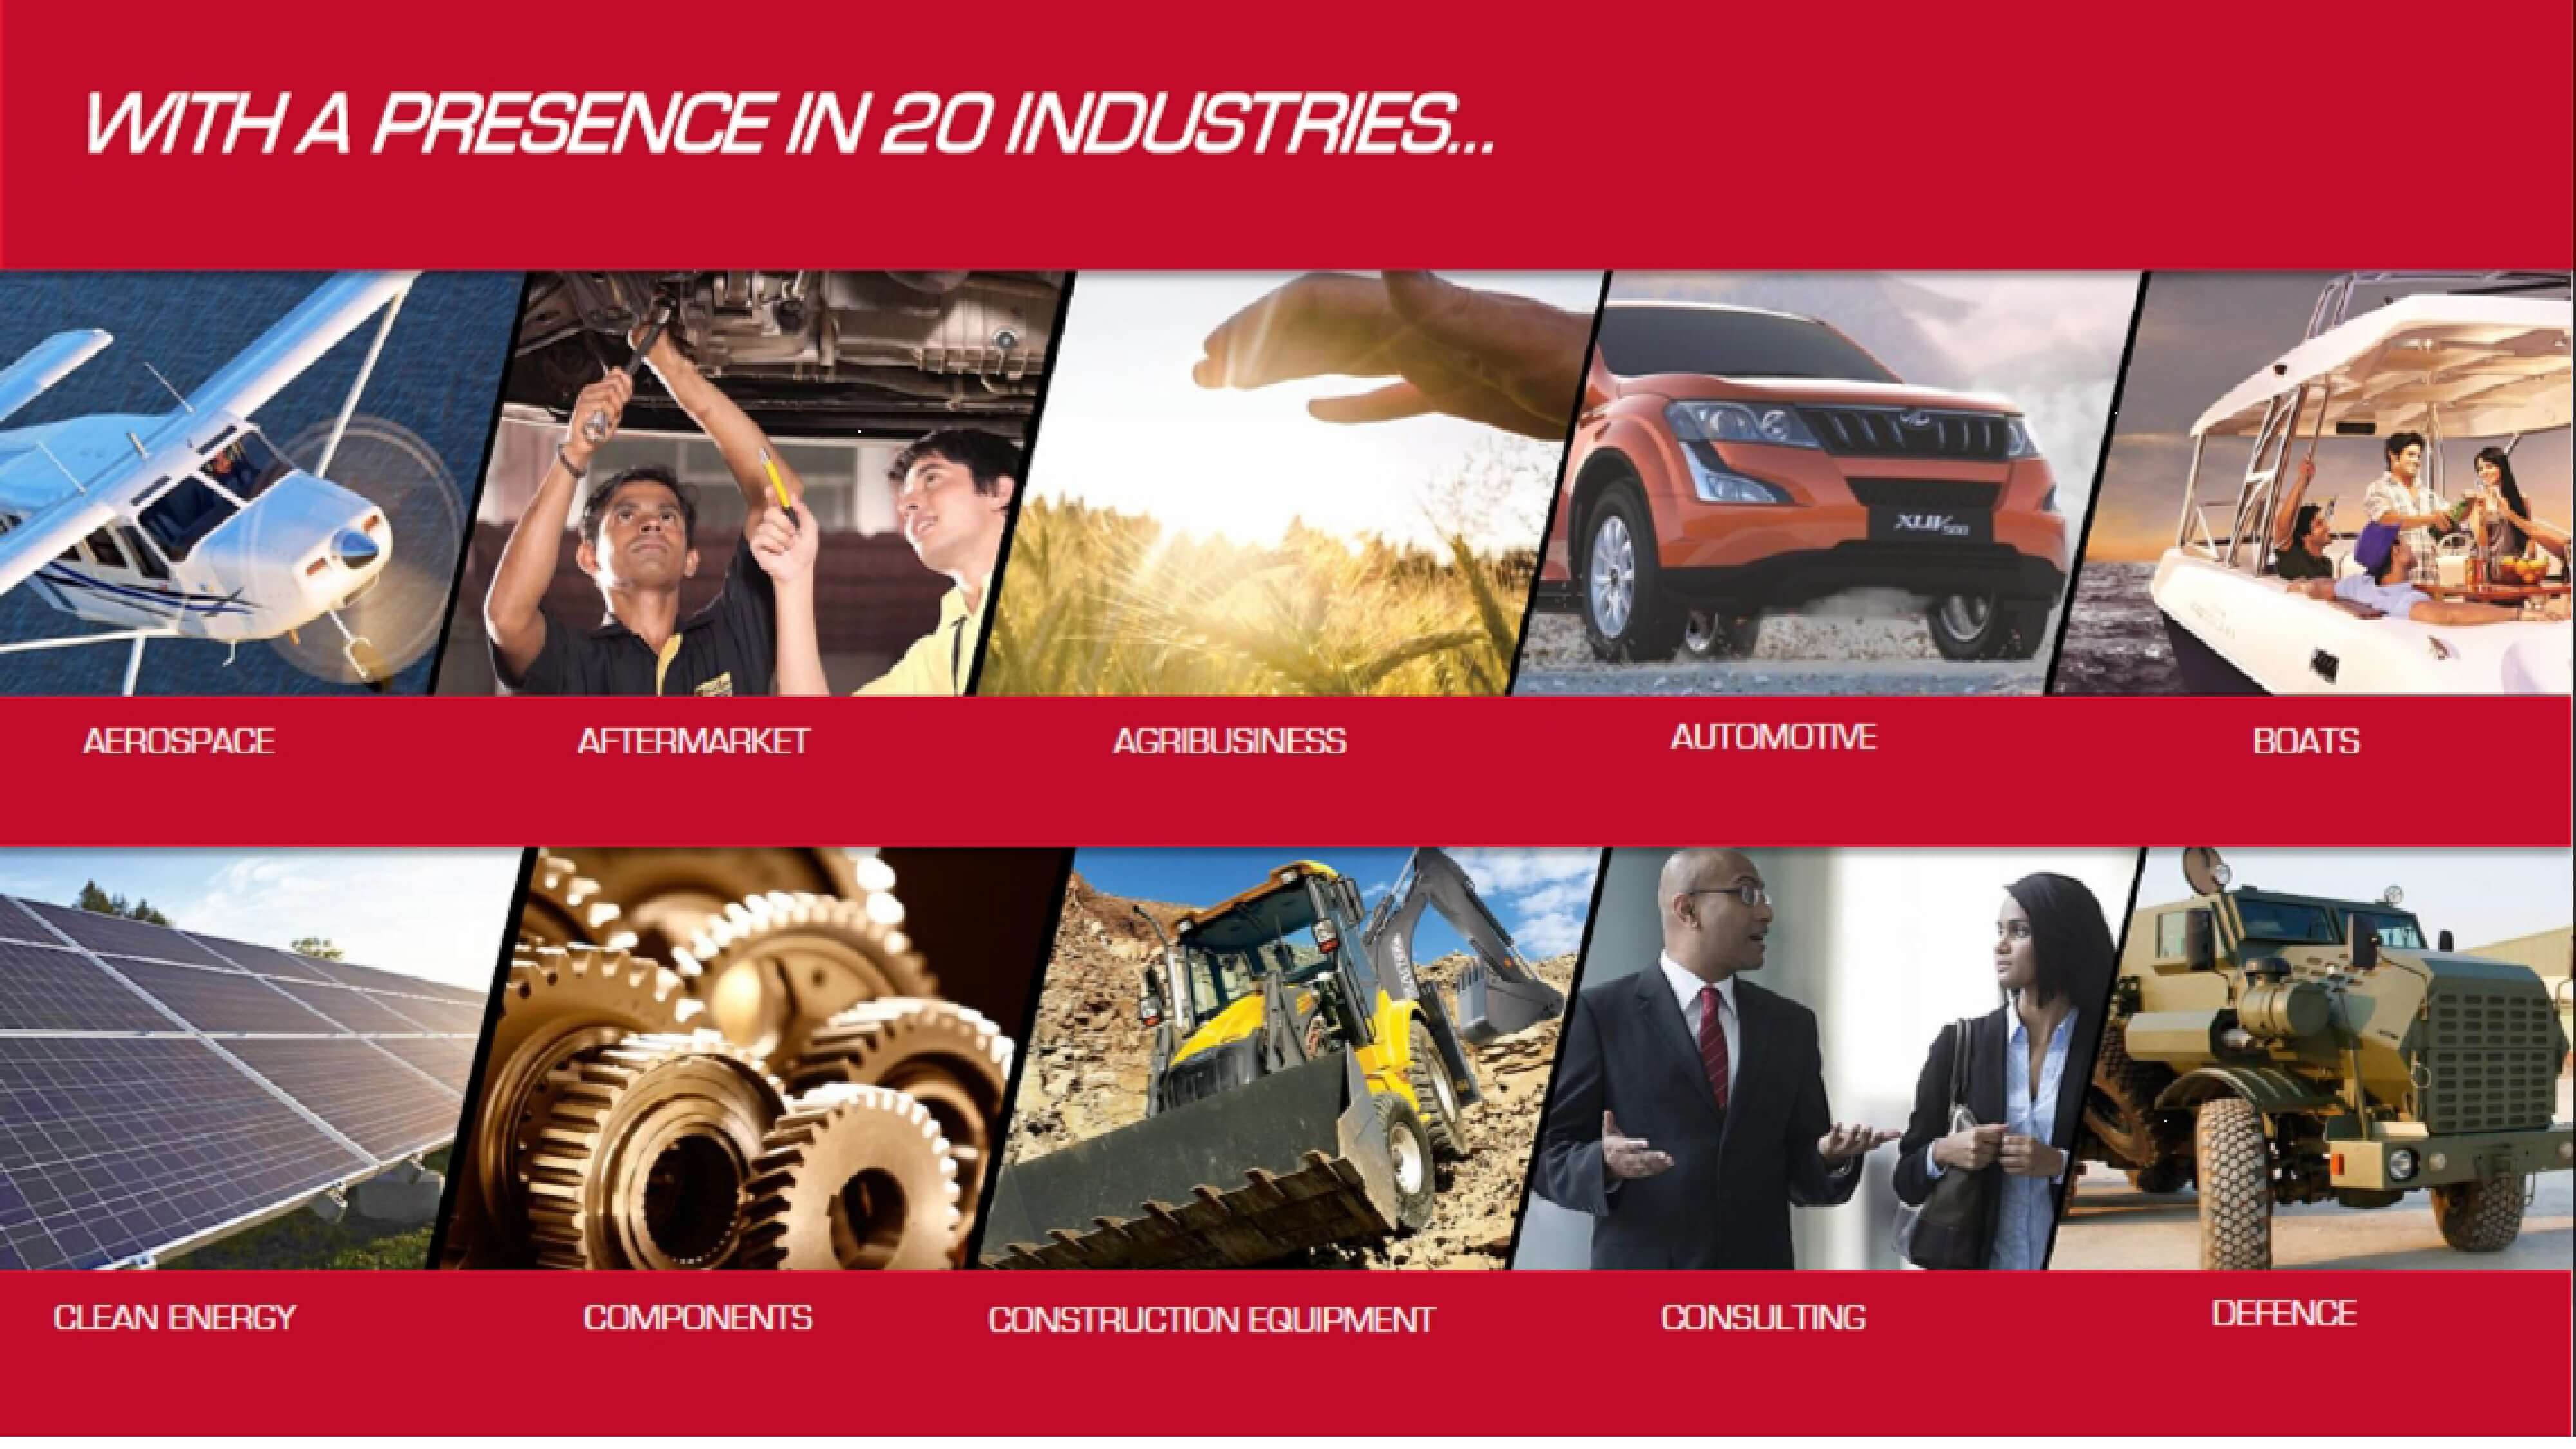 WITH A PRESENCE IN 20 INDUSTRIES...
XUV500
AEROSPACE
AFTERMARKET
AGRIBUSINESS
AUTOMOTIVE
BOATS
CLEAN ENERGY
COMPONENTS
CONSTRUCTION EQUIPMENT
CONSULTING
DEFENCE